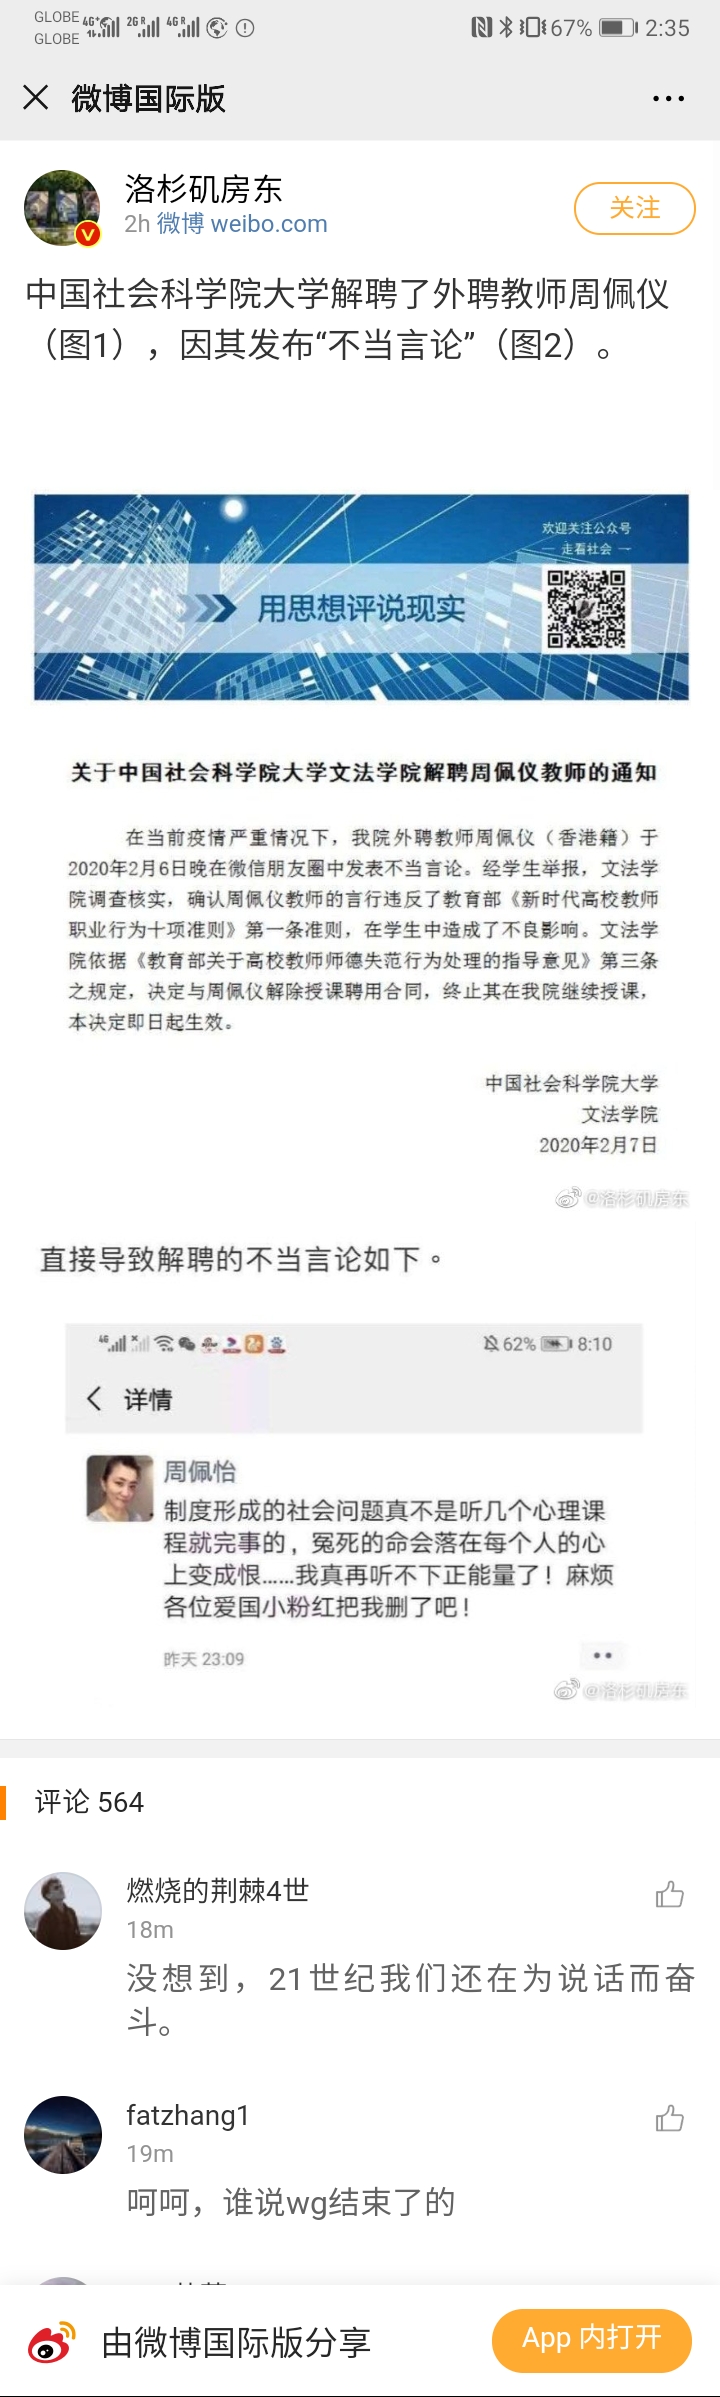 GLOBE
GLOBE
4G+ 2G R 4G R 67% 2:35
微博国际版
洛杉矶房东
2h 微博 weibo.com
关注
中国社会科学院大学解聘了外聘教师周佩仪
（图1），因其发布“不当言论”（图2）。
欢迎关注公众号
— 走看社会 —
用思想评说现实
关于中国社会科学院大学文法学院解聘周佩仪教师的通知
在当前疫情严重情况下，我院外聘教师周佩仪（香港籍）于
2020年2月6日晚在微信朋友圈中发表不当言论。经学生举报，文法学
院调查核实，确认周佩仪教师的言行违反了教育部《新时代高校教师
职业行为十项准则》第一条准则，在学生中造成了不良影响。文法学
院依据《教育部关于高校教师师德失范行为处理的指导意见》第三条
之规定，决定与周佩仪解除授课聘用合同，终止其在我院继续授课，
本决定即日起生效。
中国社会科学院大学
文法学院
2020年2月7日
@洛杉矶房东
直接导致解聘的不当言论如下。
4G 62% 8:10
详情
周佩怡
制度形成的社会问题真不是听几个心理课
程就完事的，冤死的命会落在每个人的心
上变成恨......我真再听不下正能量了！麻烦
各位爱国小粉红把我删了吧！
昨天 23:09
@洛杉矶房东
评论 564
燃烧的荆棘4世
18m
没想到，21世纪我们还在为说话而奋
斗。
fatzhang1
19m
呵呵，谁说wg结束了的
由微博国际版分享
App 内打开